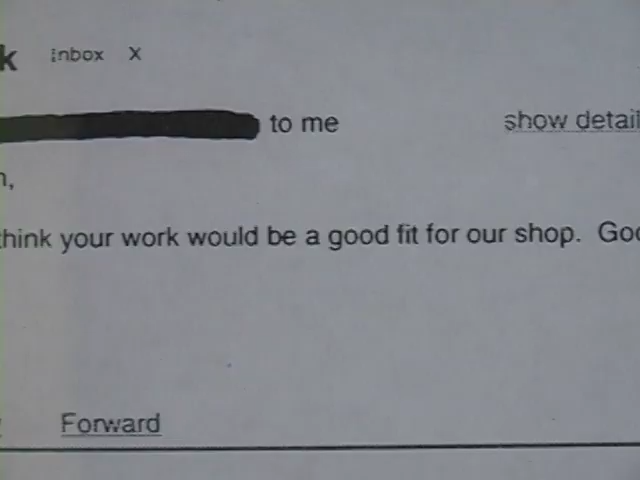 k inbox X
to me show detail
n,
think your work would be a good fit for our shop. Goo
Forward